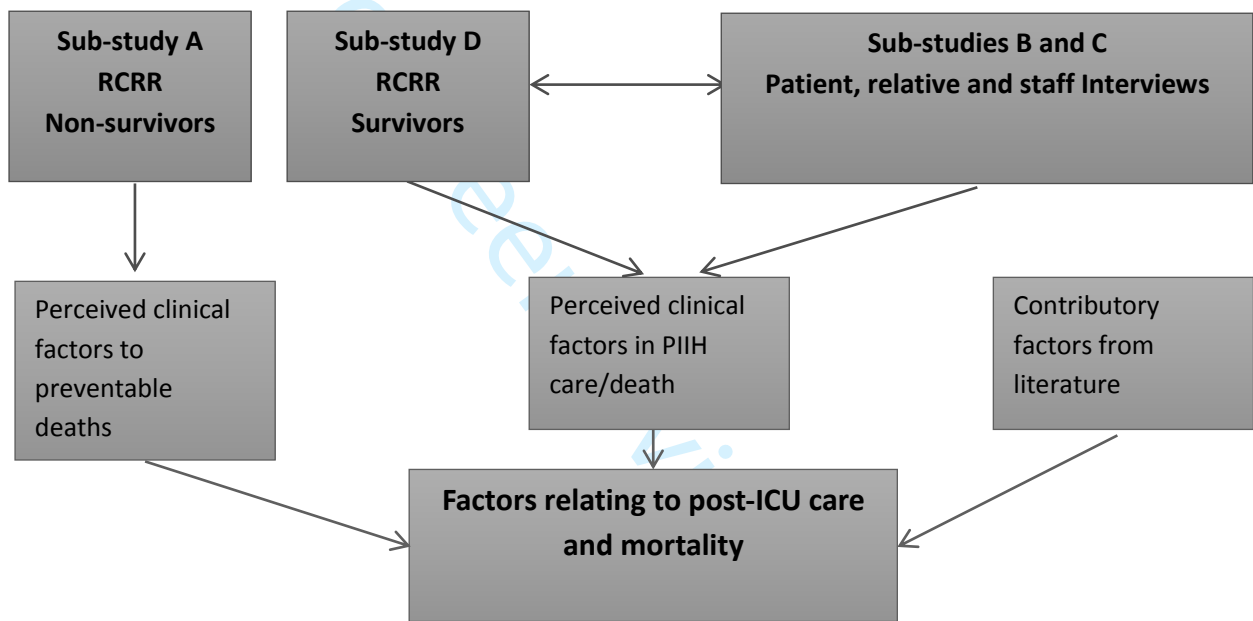 Sub-study A
RCRR
Non-survivors
Sub-study D
RCRR
Survivors
Sub-studies B and C
Patient, relative and staff Interviews
Perceived clinical
factors to
preventable
deaths
Perceived clinical
factors in PIIH
care/death
Contributory
factors from
literature
Factors relating to post-ICU care
and mortality